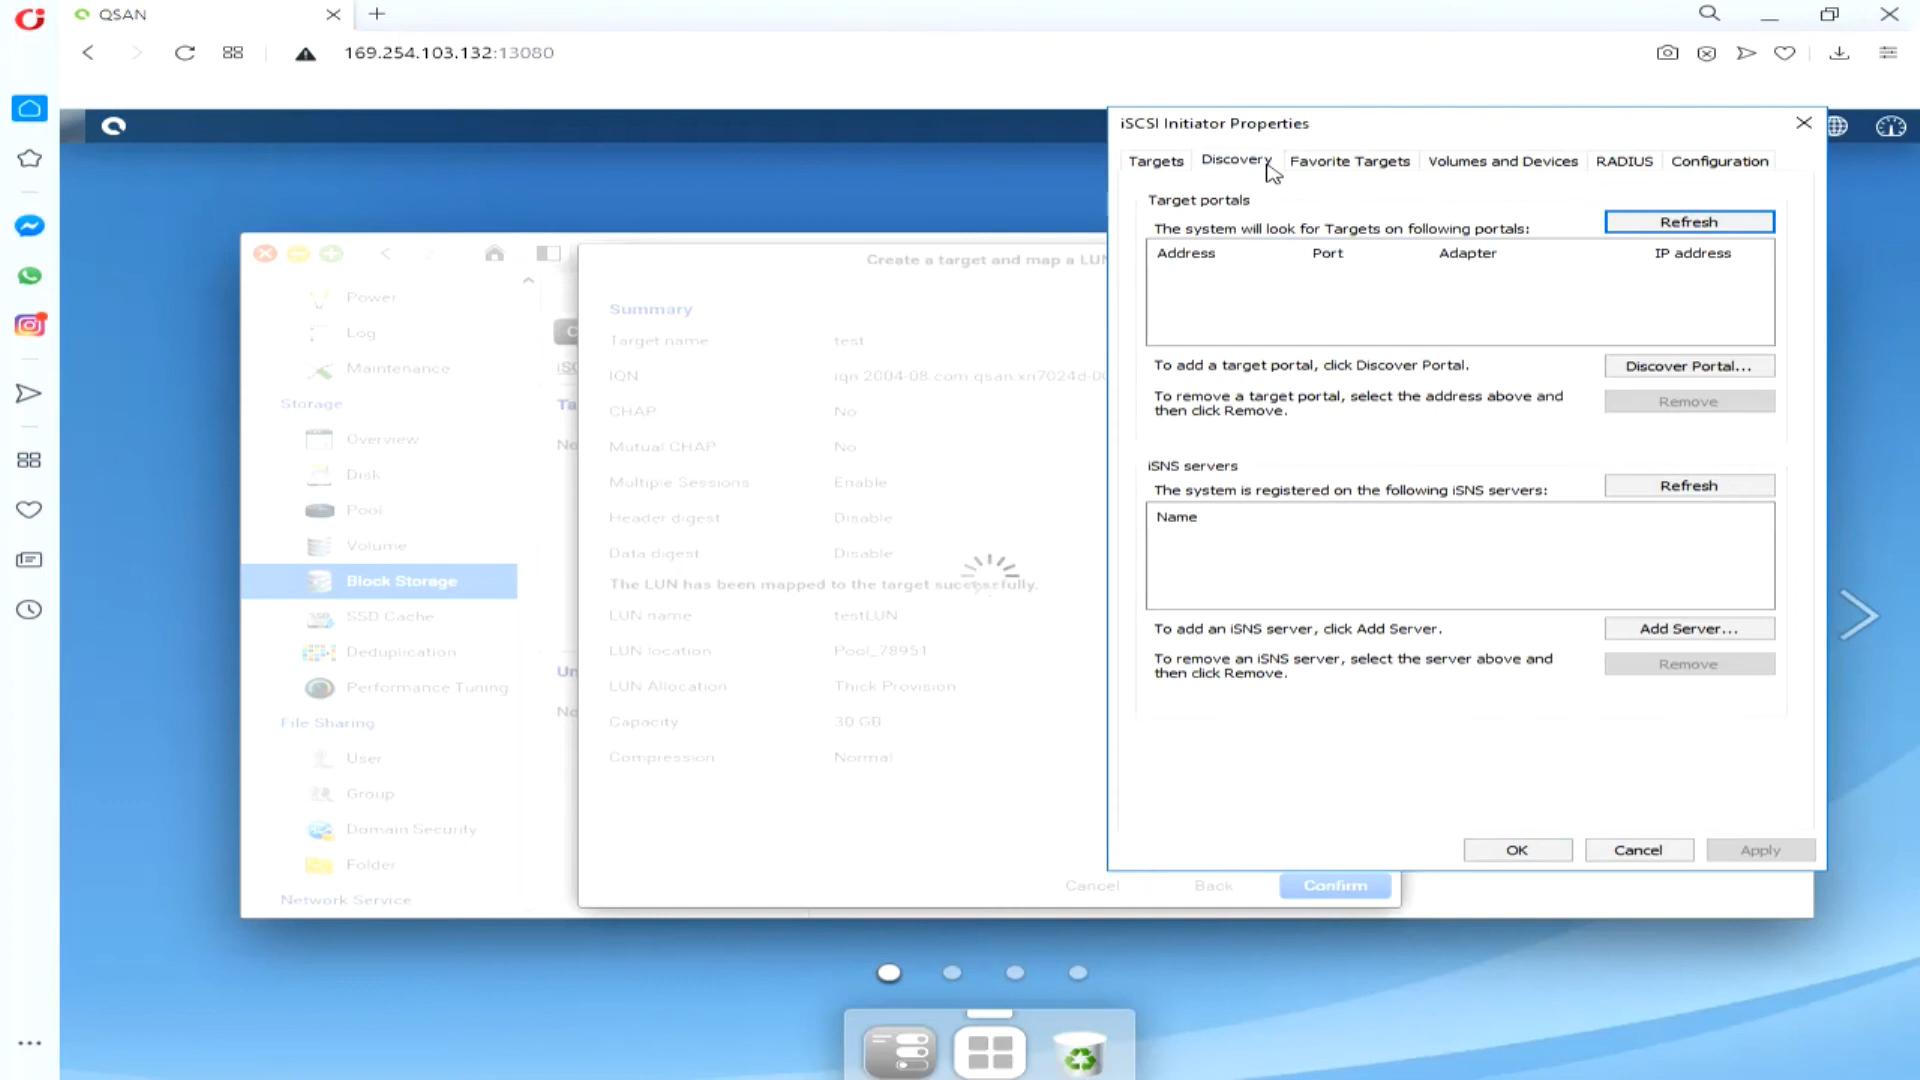 QSAN
169.254.103.132:13080
iSCSI Initiator Properties
Targets
Discovery
Favorite Targets
Volumes and Devices
RADIUS
Configuration
Target portals
The system will look for Targets on following portals:
Refresh
Address
Port
Adapter
IP address
To add a target portal, click Discover Portal.
Discover Portal...
To remove a target portal, select the address above and
then click Remove.
Remove
iSNS servers
The system is registered on the following iSNS servers:
Refresh
Name
To add an iSNS server, click Add Server.
Add Server...
To remove an iSNS server, select the server above and
then click Remove.
Remove
OK
Cancel
Apply
Power
Log
Maintenance
Storage
Overview
Disk
Pool
Volume
Block Storage
SSD Cache
Deduplication
Performance Tuning
File Sharing
User
Group
Domain Security
Folder
Network Service
Create a target and map a LUN
Summary
Target name test
IQN
CHAP No
Mutual CHAP No
Multiple Sessions Enable
Header digest Disable
Data digest Disable
The LUN has been mapped to the target successfully.
LUN name testLUN
LUN location Pool_78951
LUN Allocation Thick Provision
Capacity 30 GB
Compression Normal
Cancel
Back
Confirm